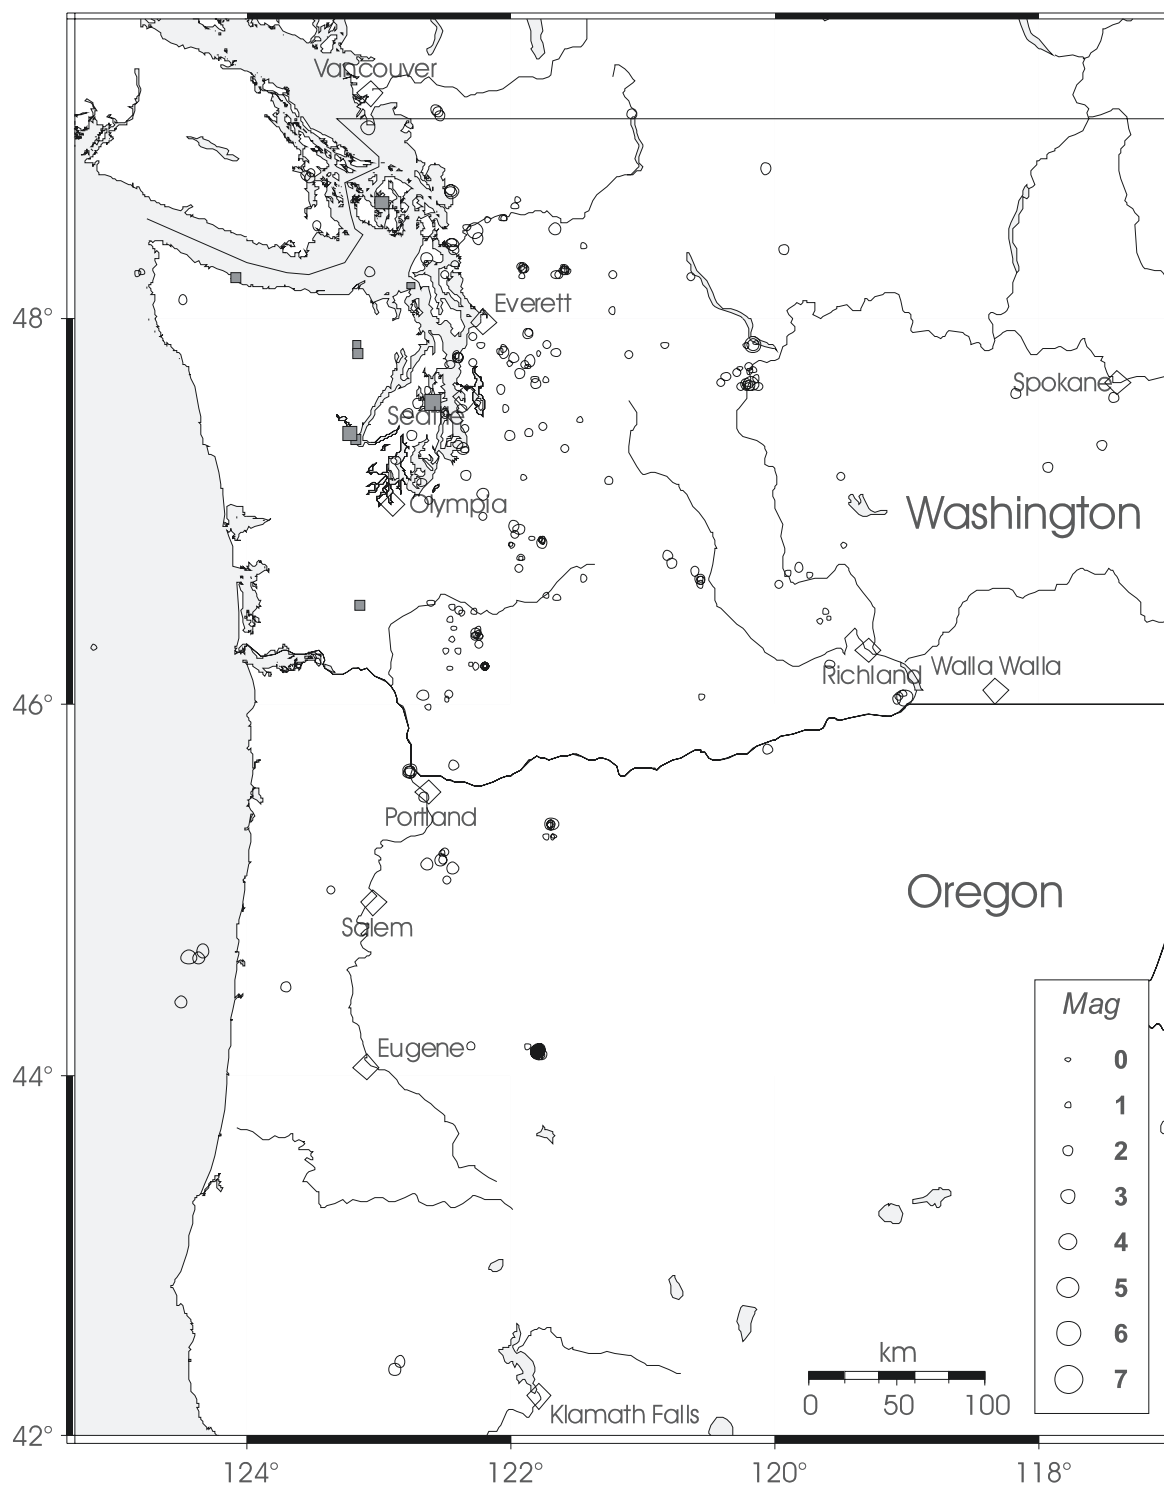 Vancouver
Everett
48°
Spokane
Seattle
Olympia
Washington
Richland
Walla Walla
46°
Portland
Oregon
Salem
Mag
Eugene
0
44°
1
2
3
4
5
6
km
7
0 50 100
Klamath Falls
42°
124° 122° 120° 118°